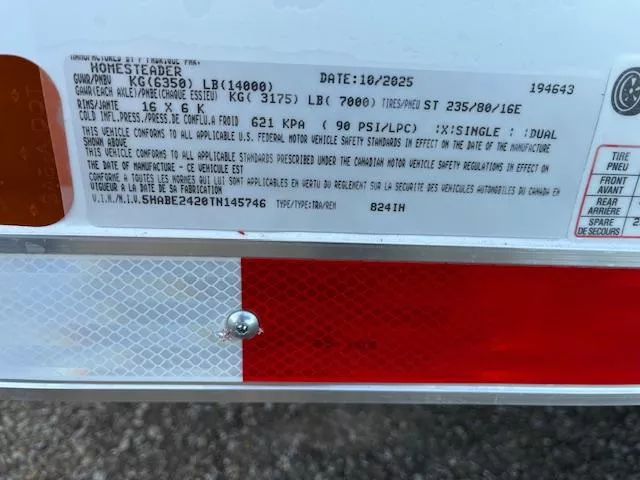 MANUFACTURED BY / FABRIQUE PAR:
HOMESTEADER DATE:10/2025 194643
GVWR/PNBV KG(6350) LB(14000)
GAWR(EACH AXLE)/PNBE(CHAQUE ESSIEU) KG( 3175) LB( 7000) TIRES/PNEU ST 235/80/16E
RIMS/JANTE 16 X 6 K
COLD INFL.PRESS./PRESS.DE COMFLU.A FROID 621 KPA ( 90 PSI/LPC) :X:SINGLE : :DUAL
THIS VEHICLE CONFORMS TO ALL APPLICABLE U.S. FEDERAL MOTOR VEHICLE SAFETY STANDARDS IN EFFECT ON THE DATE OF THE MANUFACTURE
SHOWN ABOVE
THIS VEHICLE CONFORMS TO ALL APPLICABLE STANDARDS PRESCRIBED UNDER THE CANADIAN MOTOR VEHICLE SAFETY REGULATIONS IN EFFECT ON
THE DATE OF MANUFACTURE - CE VEHICULE EST
CONFORME A TOUTES LES NORMES QUI LUI SONT APPLICABLES EN VERTU DU REGLEMENT SUR LA SECURITE DES VEHICULES AUTOMOBILES DU CANADA EN
VIGUEUR A LA DATE DE SA FABRICATION
V.I.N./N.I.V.5HABE2420TN145746 TYPE/TYPE:TRA/REM 824IH
TIRE
PNEU
FRONT
AVANT
REAR
ARRIÈRE
SPARE
DE SECOURS